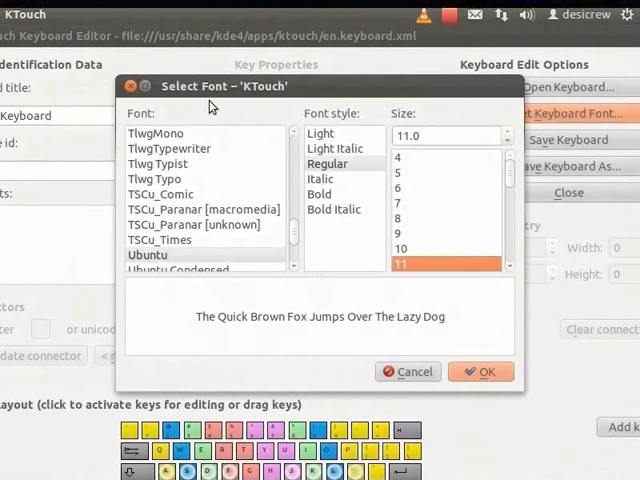 KTouch
desicrew
uch Keyboard Editor - file:///usr/share/kde4/apps/ktouch/en.keyboard.xml
dentification Data
Key Properties
Keyboard Edit Options
d title:
Open Keyboard...
Keyboard
et Keyboard Font...
e id:
Save Keyboard
ave Keyboard As...
Close
Width: 0
Height: 0
Select Font – 'KTouch'
Font:
Font style:
Size:
TlwgMono
TlwgTypewriter
Tlwg Typist
Tlwg Typo
TSCu_Comic
TSCu_Paranar [macromedia]
TSCu_Paranar [unknown]
TSCu_Times
Ubuntu
Ubuntu Condensed
Light
Light Italic
Regular
Italic
Bold
Bold Italic
11.0
4
5
6
7
8
9
10
11
The Quick Brown Fox Jumps Over The Lazy Dog
Cancel
OK
or unicod
Clear connect
date connector
Layout (click to activate keys for editing or drag keys)
Add k
Q W E R T Y U I O
A S D F G H J K L